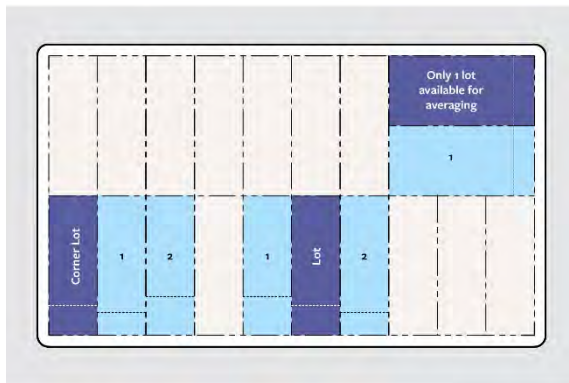 Only 1 lot
available for
averaging
1
Corner Lot
1
2
1
Lot
2